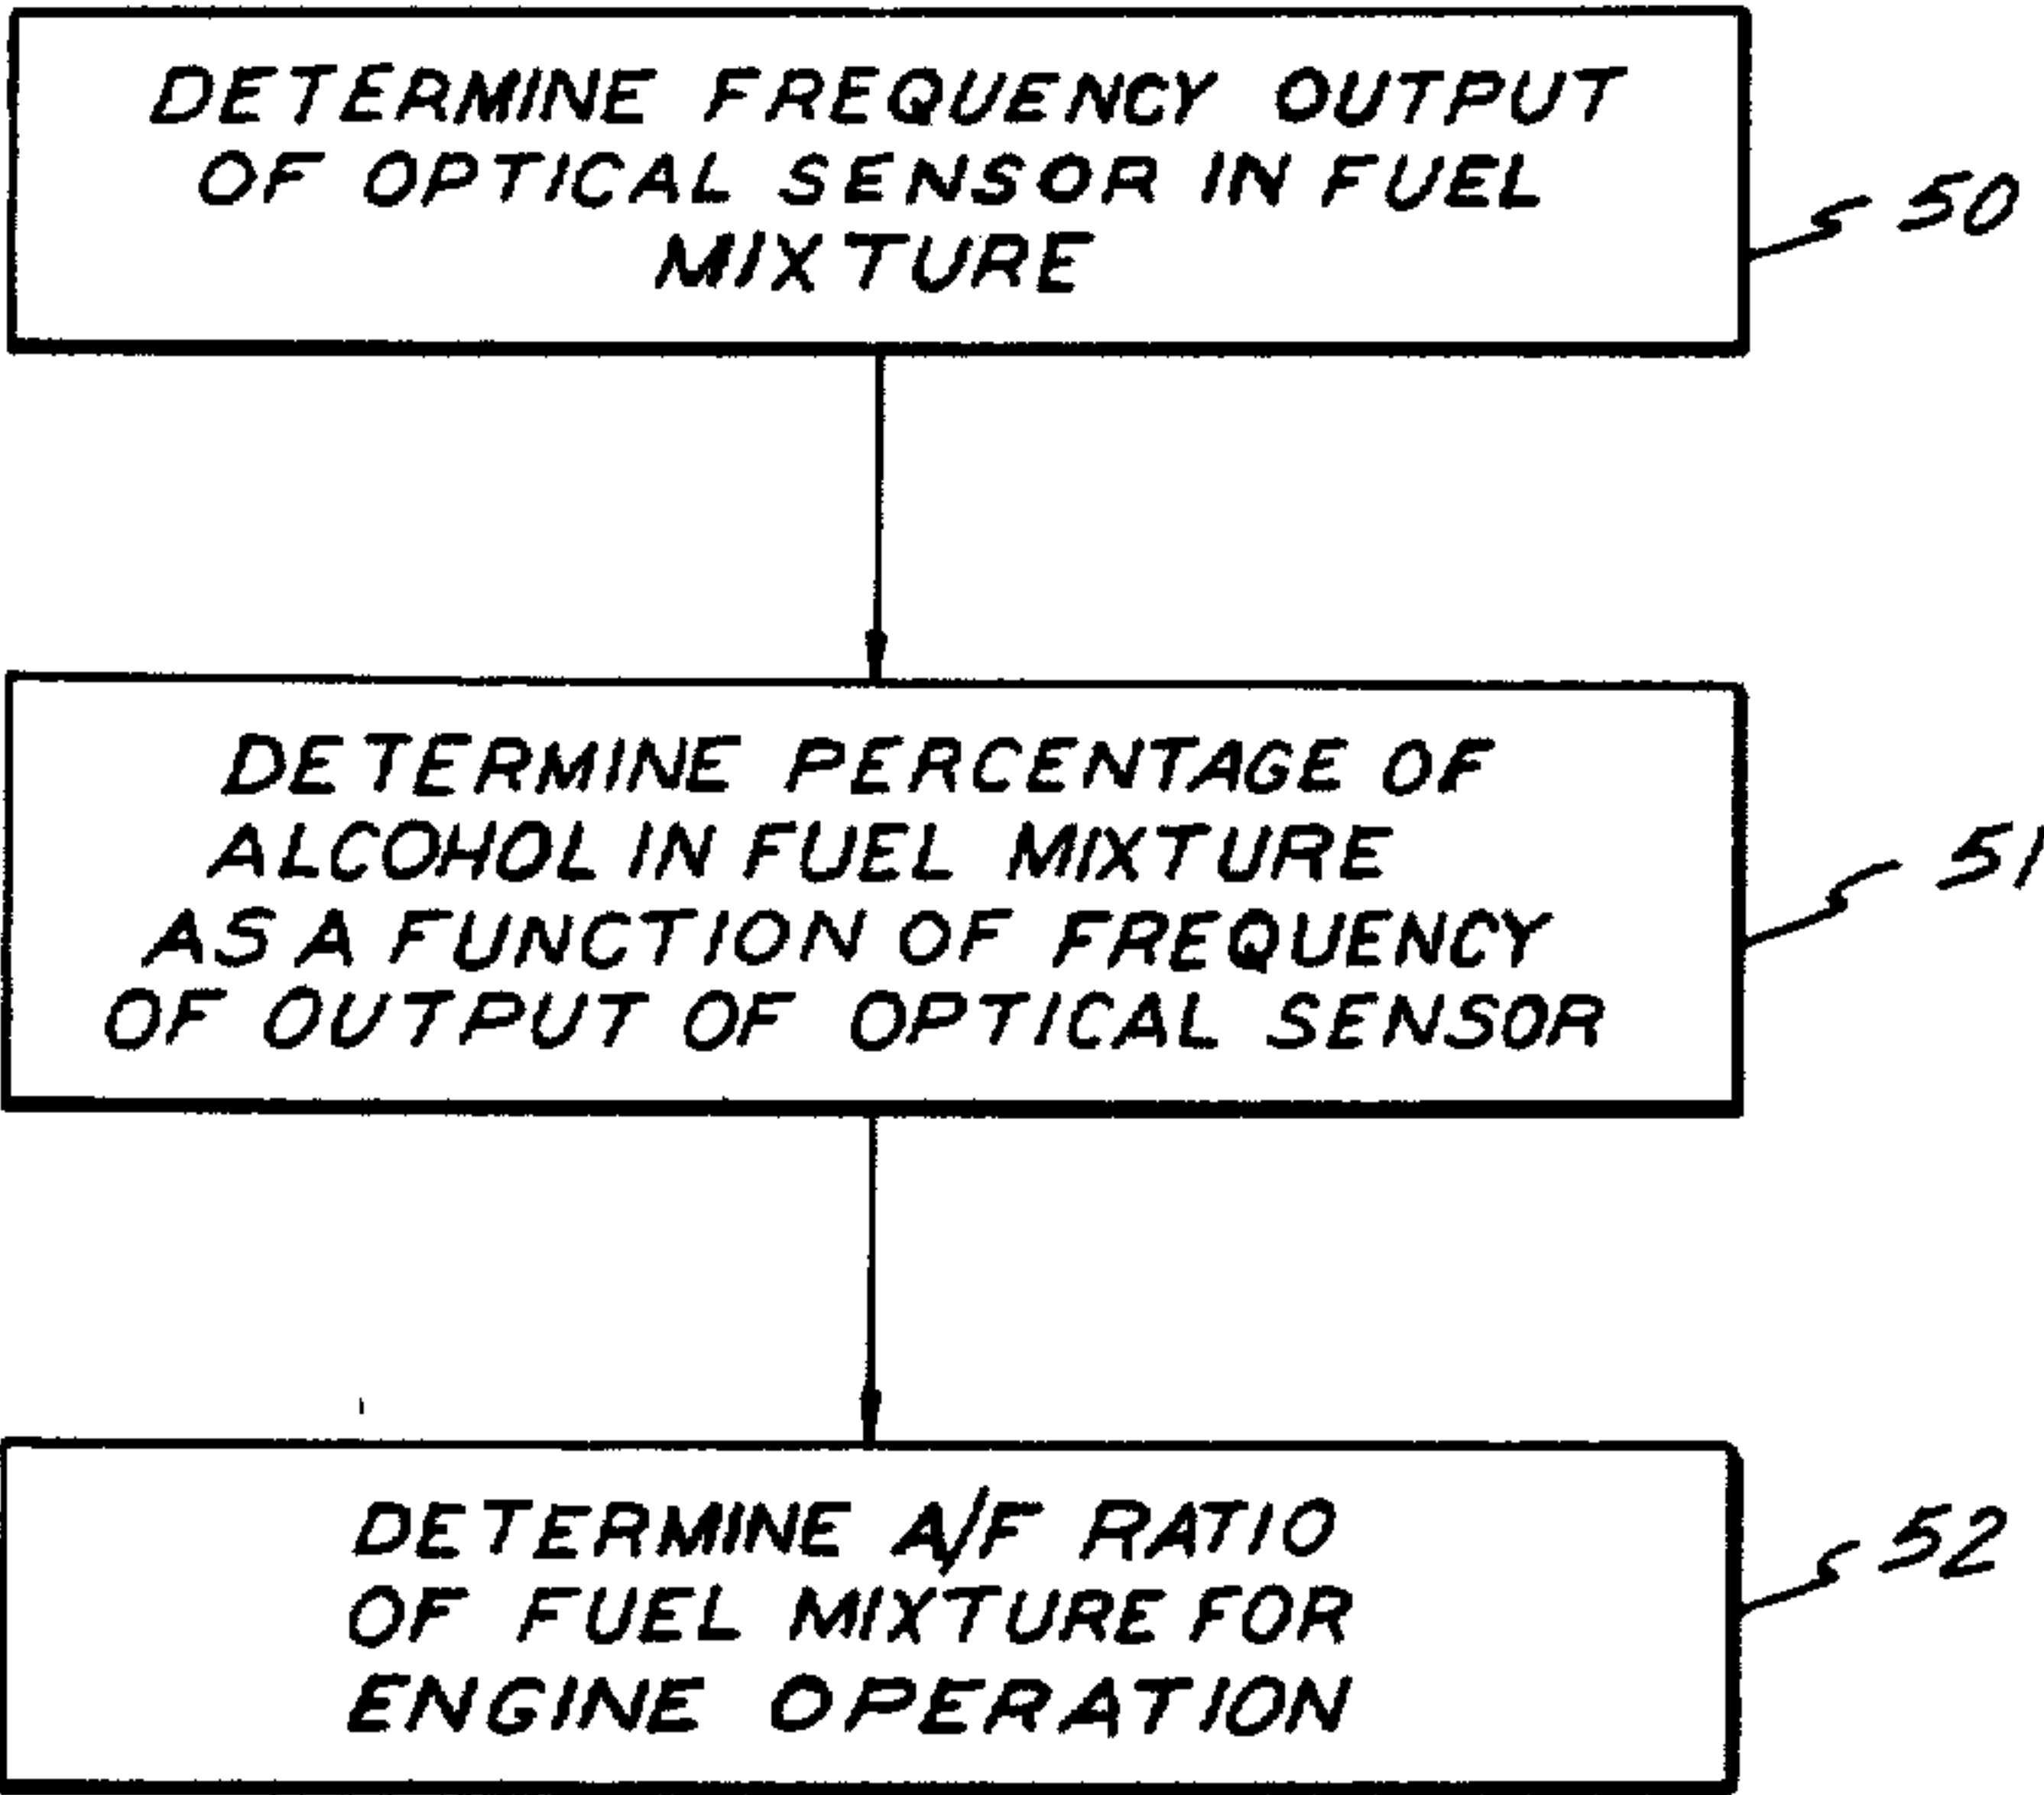 DETERMINE FREQUENCY OUTPUT
OF OPTICAL SENSOR IN FUEL
MIXTURE
50
DETERMINE PERCENTAGE OF
ALCOHOL IN FUEL MIXTURE
AS A FUNCTION OF FREQUENCY
OF OUTPUT OF OPTICAL SENSOR
51
DETERMINE A/F RATIO
OF FUEL MIXTURE FOR
ENGINE OPERATION
52